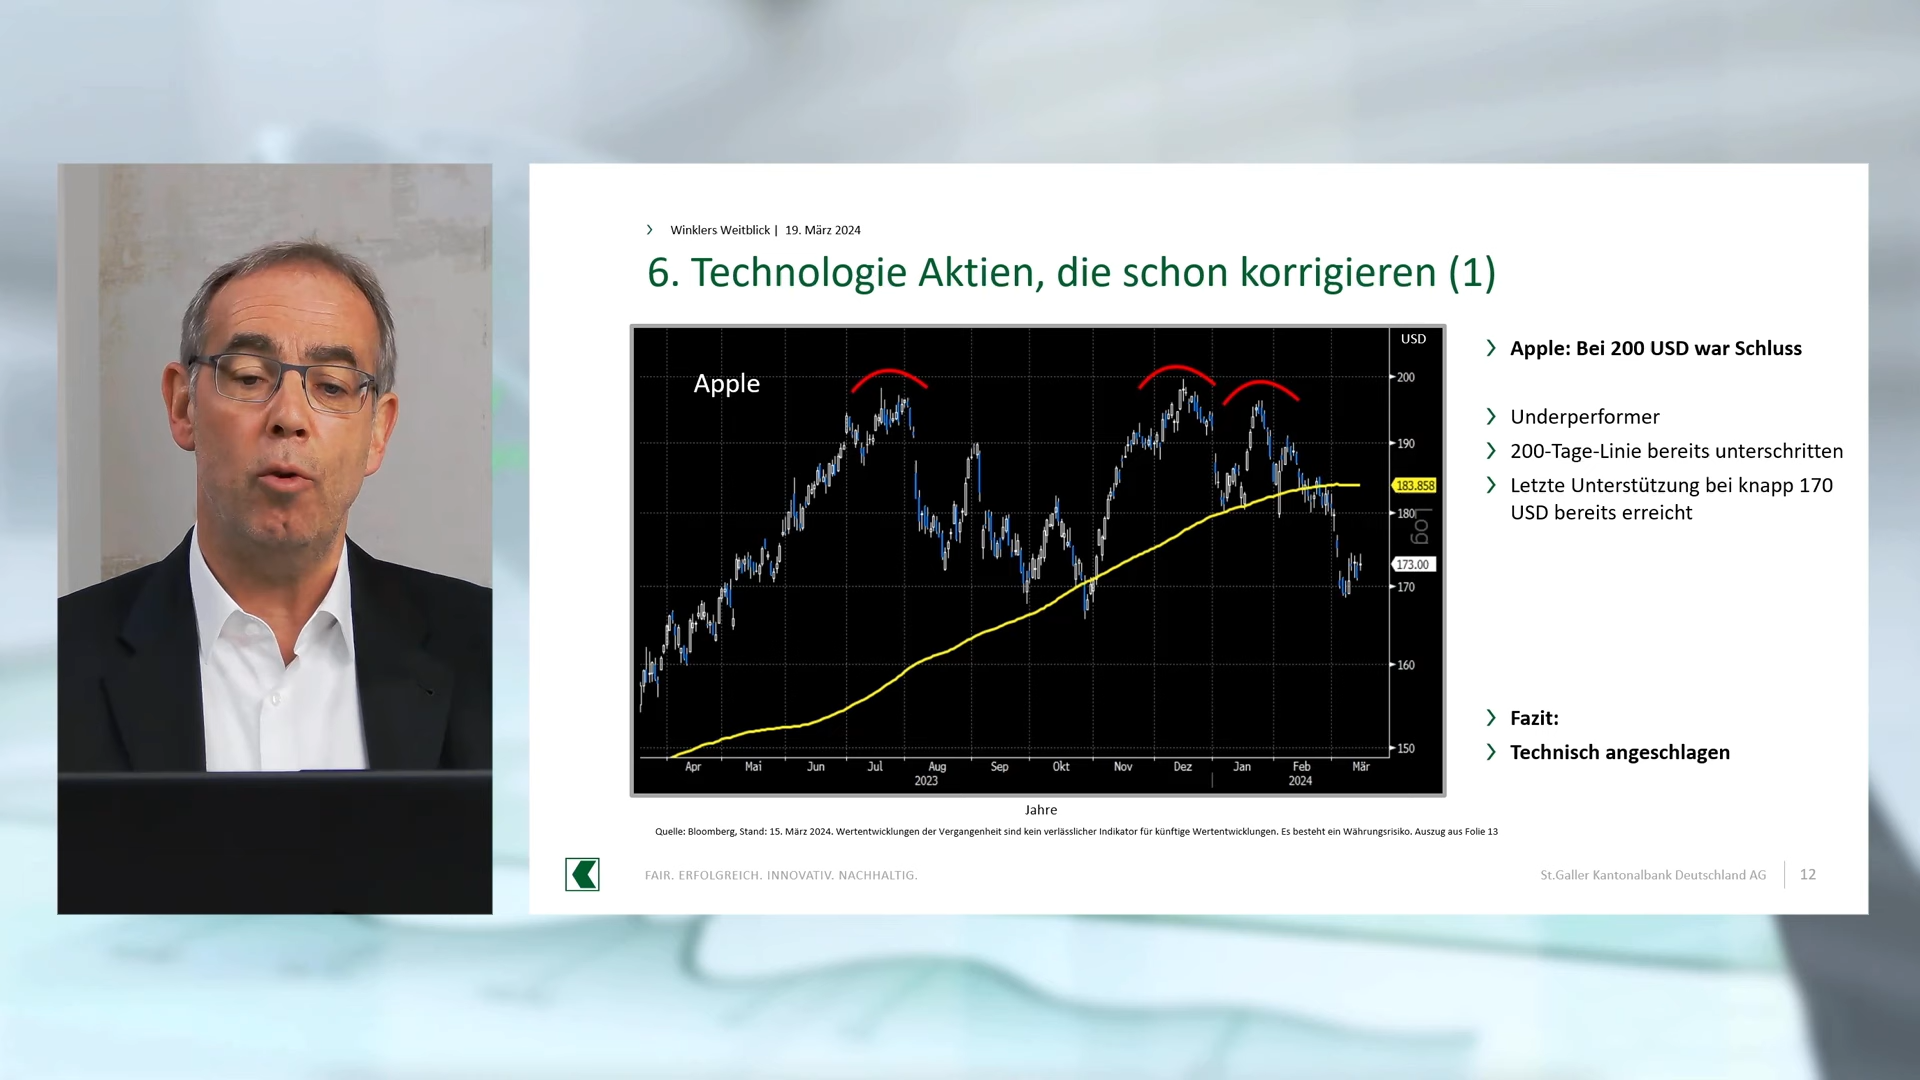 Winklers Weitblick | 19. März 2024
6. Technologie Aktien, die schon korrigieren (1)
Apple
USD
200
190
183.858
180
Log
173.00
170
160
150
Apr Mai Jun Jul Aug Sep Okt Nov Dez Jan Feb Mär
2023 2024
Jahre
Apple: Bei 200 USD war Schluss
Underperformer
200-Tage-Linie bereits unterschritten
Letzte Unterstützung bei knapp 170
USD bereits erreicht
Fazit:
Technisch angeschlagen
Quelle: Bloomberg, Stand: 15. März 2024. Wertentwicklungen der Vergangenheit sind kein verlässlicher Indikator für künftige Wertentwicklungen. Es besteht ein Währungsrisiko. Auszug aus Folie 13
FAIR. ERFOLGREICH. INNOVATIV. NACHHALTIG.
St.Galler Kantonalbank Deutschland AG 12